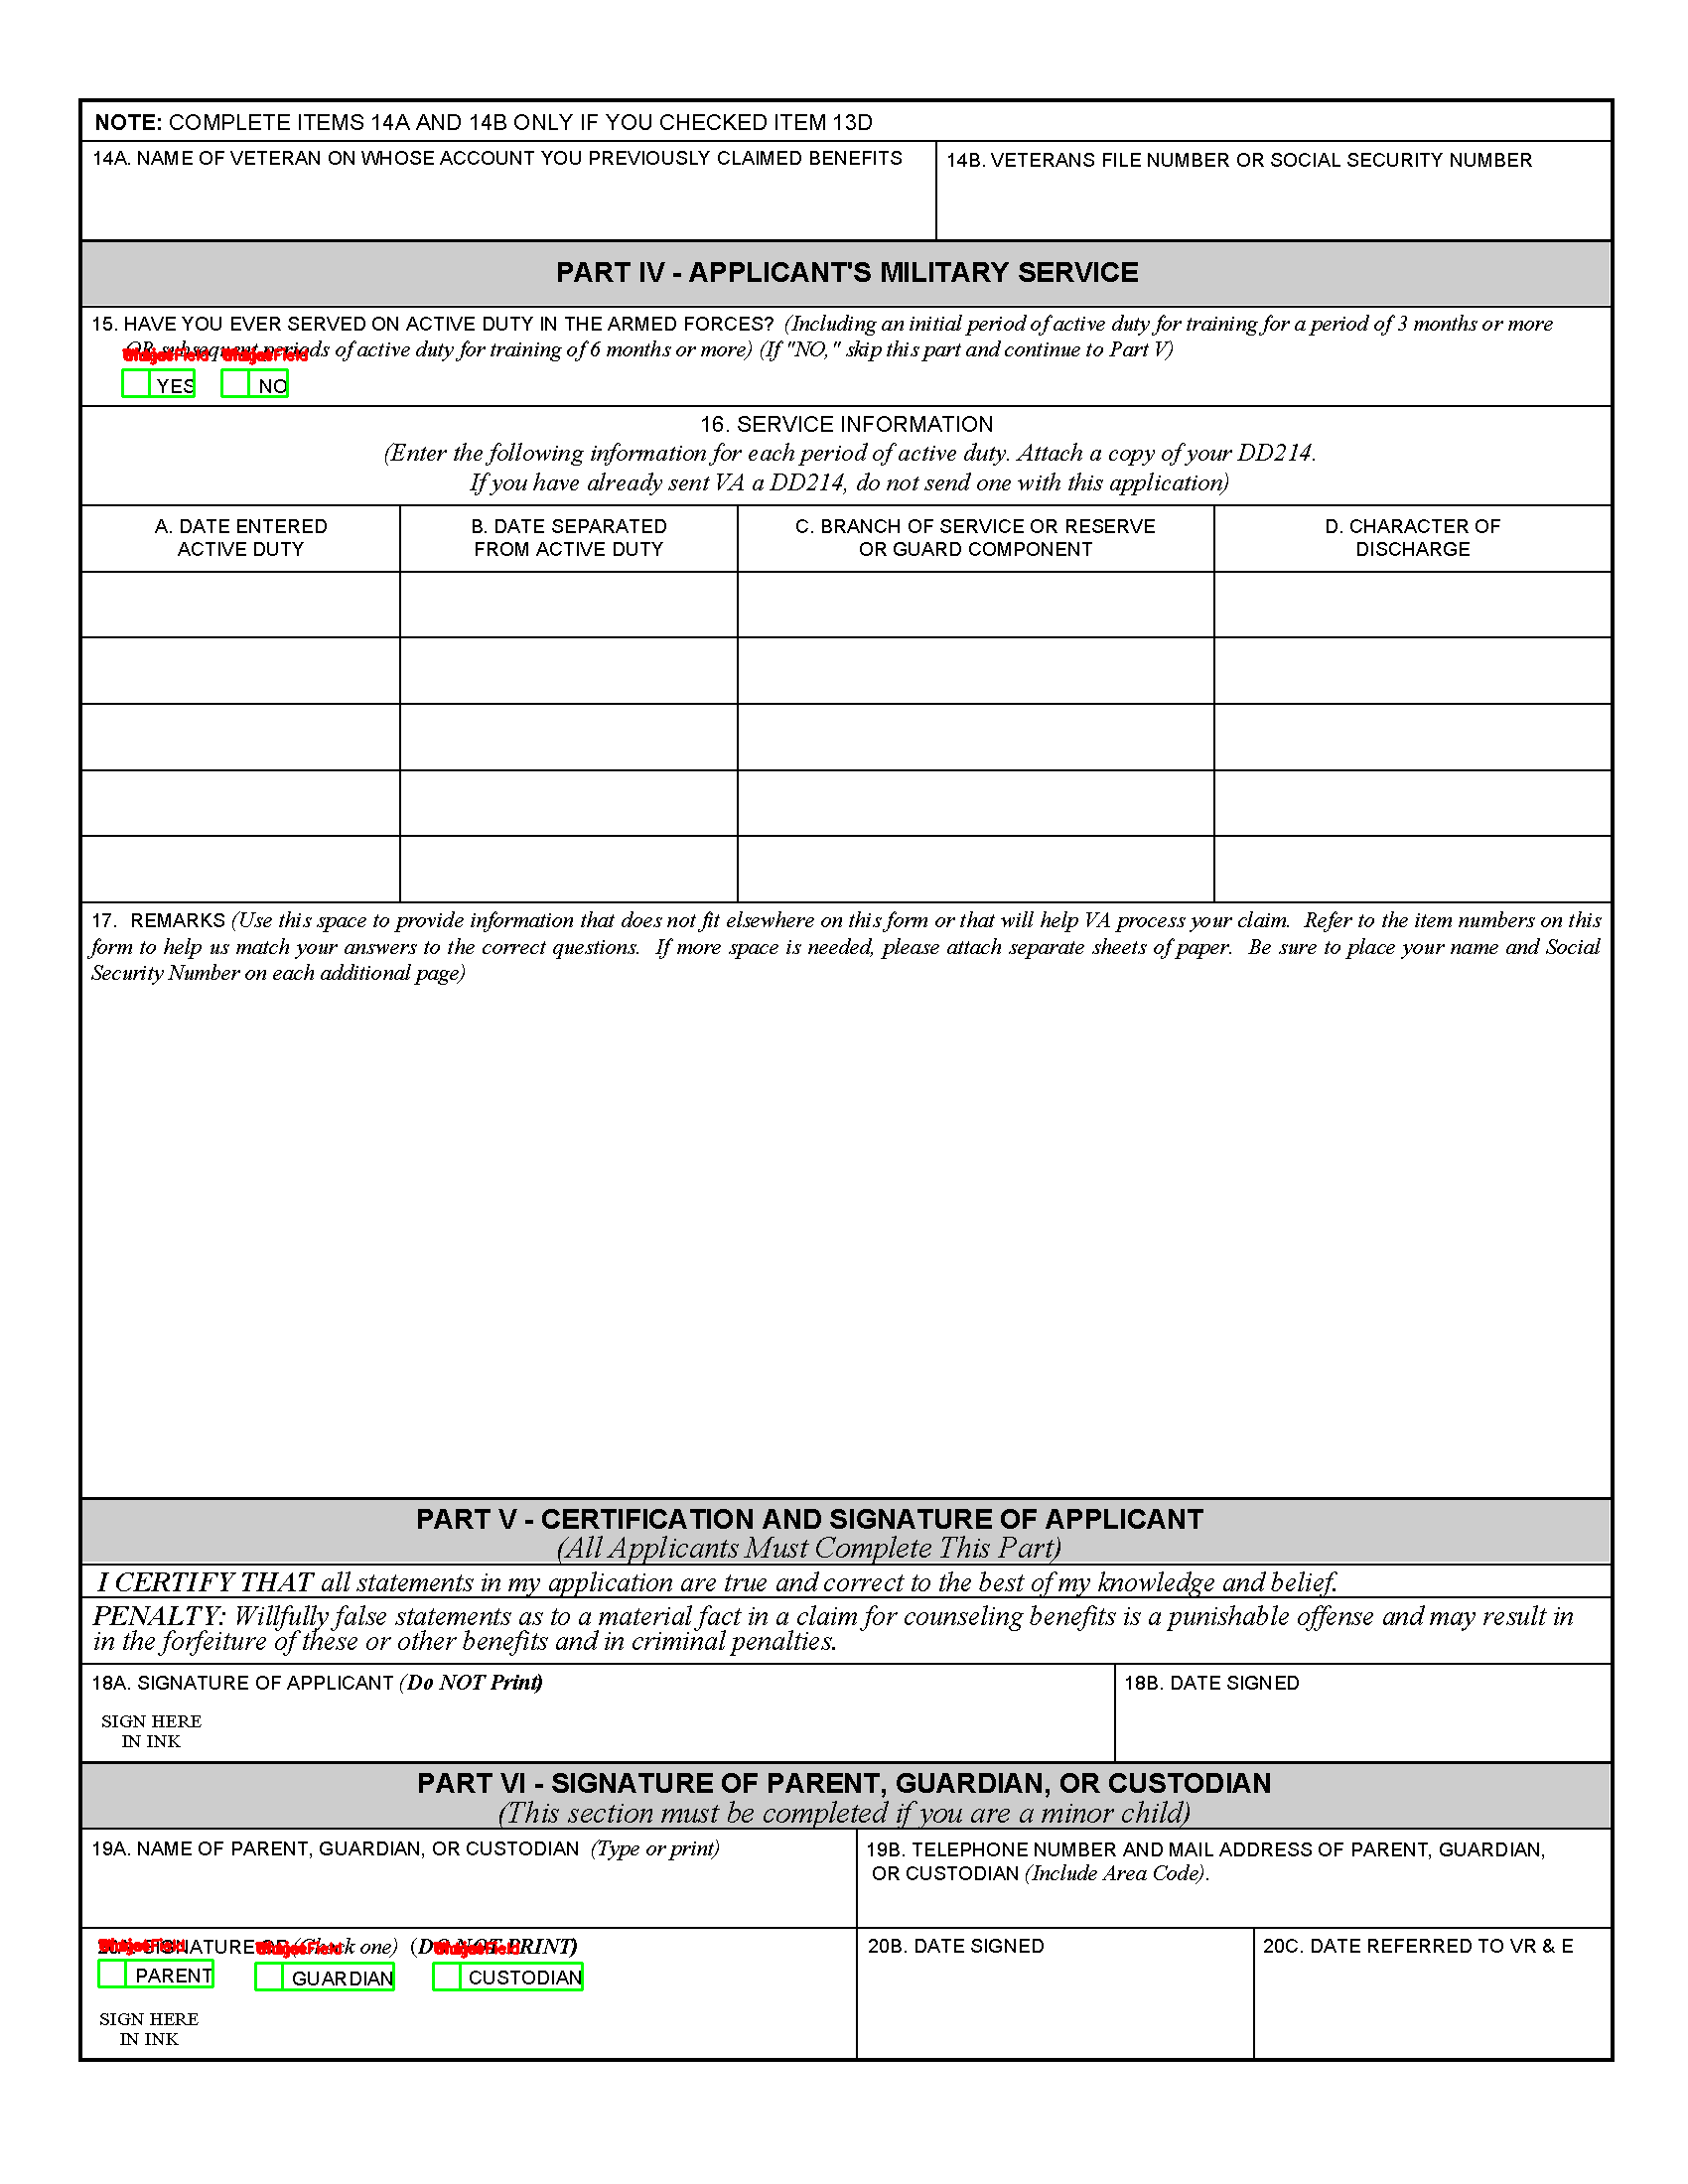 NOTE: COMPLETE ITEMS 14A AND 14B ONLY IF YOU CHECKED ITEM 13D
14A. NAME OF VETERAN ON WHOSE ACCOUNT YOU PREVIOUSLY CLAIMED BENEFITS
14B. VETERANS FILE NUMBER OR SOCIAL SECURITY NUMBER
PART IV - APPLICANT'S MILITARY SERVICE
15. HAVE YOU EVER SERVED ON ACTIVE DUTY IN THE ARMED FORCES? (Including an initial period of active duty for training for a period of 3 months or more
OR subsequent periods of active duty for training of 6 months or more) (If "NO," skip this part and continue to Part V)
YES NO
16. SERVICE INFORMATION
(Enter the following information for each period of active duty. Attach a copy of your DD214.
If you have already sent VA a DD214, do not send one with this application)
A. DATE ENTERED
ACTIVE DUTY
B. DATE SEPARATED
FROM ACTIVE DUTY
C. BRANCH OF SERVICE OR RESERVE
OR GUARD COMPONENT
D. CHARACTER OF
DISCHARGE
17. REMARKS (Use this space to provide information that does not fit elsewhere on this form or that will help VA process your claim. Refer to the item numbers on this
form to help us match your answers to the correct questions. If more space is needed, please attach separate sheets of paper. Be sure to place your name and Social
Security Number on each additional page)
PART V - CERTIFICATION AND SIGNATURE OF APPLICANT
(All Applicants Must Complete This Part)
I CERTIFY THAT all statements in my application are true and correct to the best of my knowledge and belief.
PENALTY: Willfully false statements as to a material fact in a claim for counseling benefits is a punishable offense and may result in
in the forfeiture of these or other benefits and in criminal penalties.
18A. SIGNATURE OF APPLICANT (Do NOT Print)
SIGN HERE
IN INK
18B. DATE SIGNED
PART VI - SIGNATURE OF PARENT, GUARDIAN, OR CUSTODIAN
(This section must be completed if you are a minor child)
19A. NAME OF PARENT, GUARDIAN, OR CUSTODIAN (Type or print)
19B. TELEPHONE NUMBER AND MAIL ADDRESS OF PARENT, GUARDIAN,
OR CUSTODIAN (Include Area Code).
SIGNATURE OF (Check one) (DO NOT PRINT)
PARENT GUARDIAN CUSTODIAN
SIGN HERE
IN INK
20B. DATE SIGNED
20C. DATE REFERRED TO VR & E